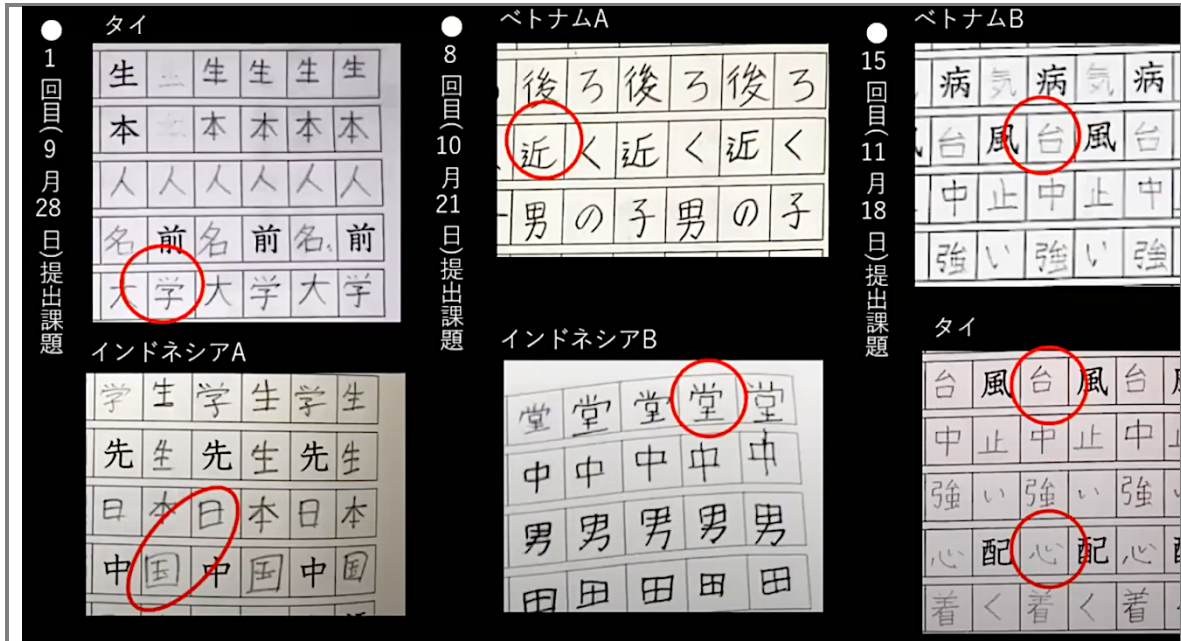 ●1回目(9月28日)提出課題
タイ
生 生 生 生 生
本 本 本 本 本
人 人 人 人 人 人
名 前 名 前 名 前
大 学 大 学 大 学
インドネシアA
学 生 学 生 学 生
先 生 先 生 先 生
日 本 日 本 日 本
中 国 中 国 中 国
●8回目(10月21日)提出課題
ベトナムA
後 ろ 後 ろ 後 ろ
近 く 近 く 近 く
男 の 子 男 の 子
インドネシアB
堂 堂 堂 堂 堂
中 中 中 中 中
男 男 男 男 男
田 田 田 田 田
●15回目(11月18日)提出課題
ベトナムB
病 気 病 気 病
台 風 台 風 台
中 止 中 止 中
強 い 強 い 強
タイ
台 風 台 風 台
中 止 中 止 中
強 い 強 い 強
心 配 心 配 心
着 く 着 く 着